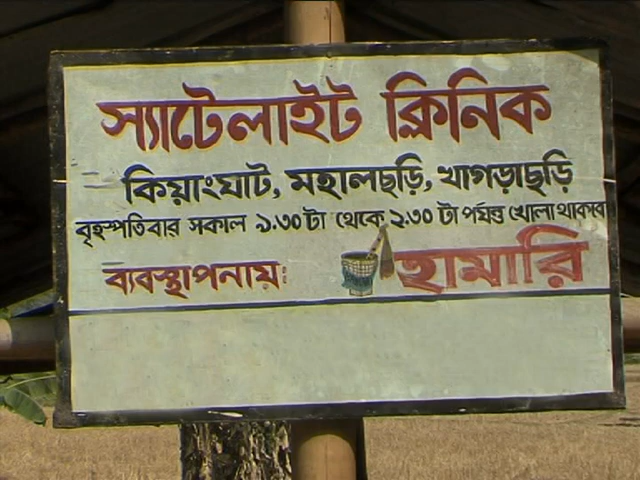 স্যাটেলাইট ক্লিনিক
কিয়াংঘাট, মহালছড়ি, খাগড়াছড়ি
বৃহস্পতিবার সকাল ৯.৩০ টা থেকে ২.৩০ টা পর্যন্ত খোলা থাকবে
ব্যবস্থাপনায়ঃ হামারি